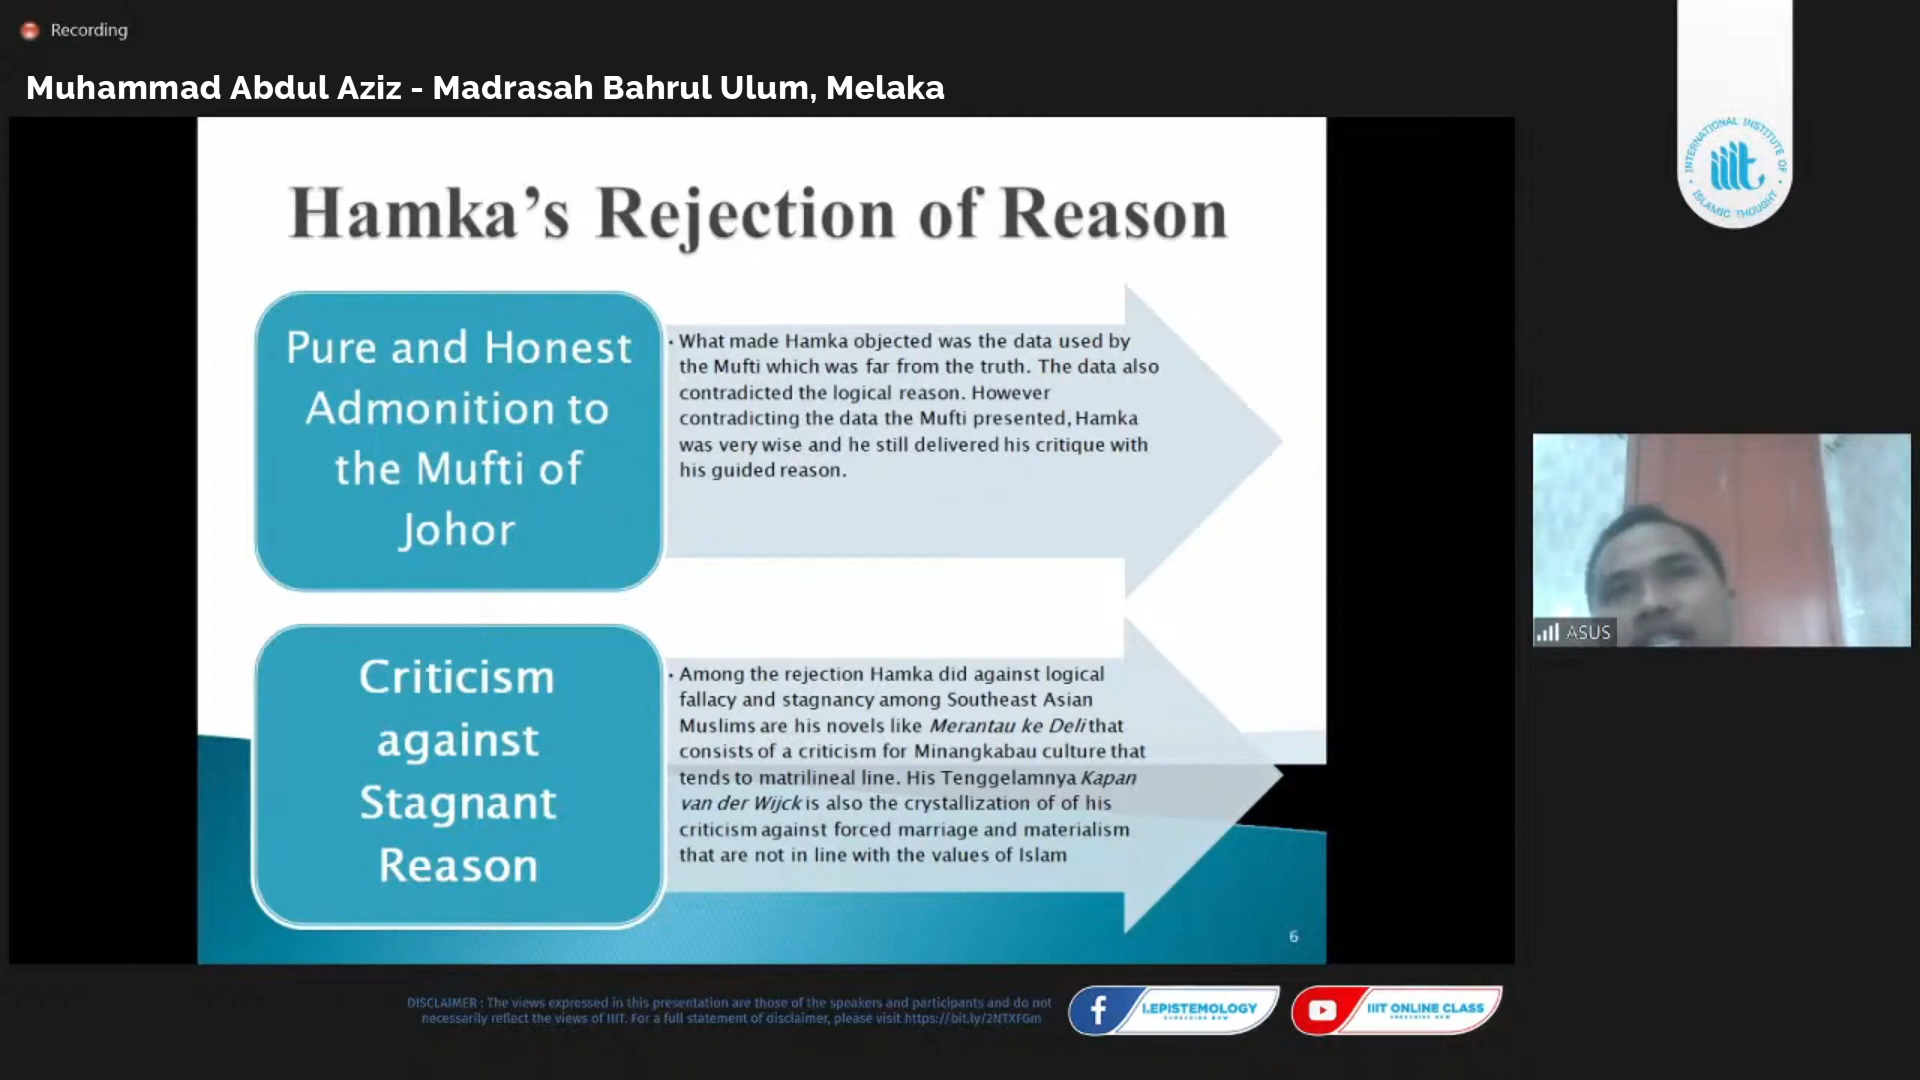 Recording
Muhammad Abdul Aziz - Madrasah Bahrul Ulum, Melaka
INTERNATIONAL INSTITUTE OF
iiit
ISLAMIC THOUGHT
Hamka's Rejection of Reason
Pure and Honest
Admonition to
the Mufti of
Johor
• What made Hamka objected was the data used by
the Mufti which was far from the truth. The data also
contradicted the logical reason. However
contradicting the data the Mufti presented, Hamka
was very wise and he still delivered his critique with
his guided reason.
ASUS
Criticism
against
Stagnant
Reason
• Among the rejection Hamka did against logical
fallacy and stagnancy among Southeast Asian
Muslims are his novels like Merantau ke Deli that
consists of a criticism for Minangkabau culture that
tends to matrilineal line. His Tenggelamnya Kapan
van der Wijck is also the crystallization of of his
criticism against forced marriage and materialism
that are not in line with the values of Islam
6
DISCLAIMER : The views expressed in this presentation are those of the speakers and participants and do not
necessarily reflect the views of IIIT. For a full statement of disclaimer, please visit https://bit.ly/2NTXFGm
I.EPISTEMOLOGY
SUBSCRIBE NOW
IIIT ONLINE CLASS
SUBSCRIBE NOW